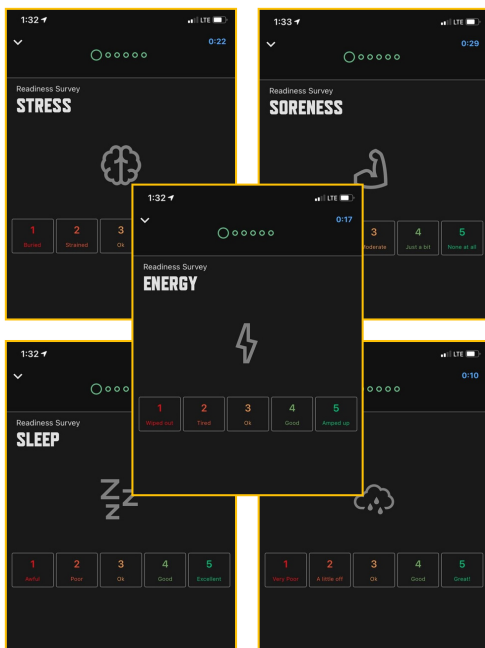 1:32
LTE
0:22
Readiness Survey
STRESS
1
2
3
Buried
Strained
Ok
1:33
LTE
0:29
Readiness Survey
SORENESS
3
4
5
Moderate
Just a bit
None at all
1:32
LTE
0:17
Readiness Survey
ENERGY
1
2
3
4
5
Wiped out
Tired
Ok
Good
Amped up
1:32
Readiness Survey
SLEEP
1
2
3
4
5
Awful
Poor
Ok
Good
Excellent
LTE
0:10
1
2
3
4
5
Very Poor
A little off
Ok
Good
Great!